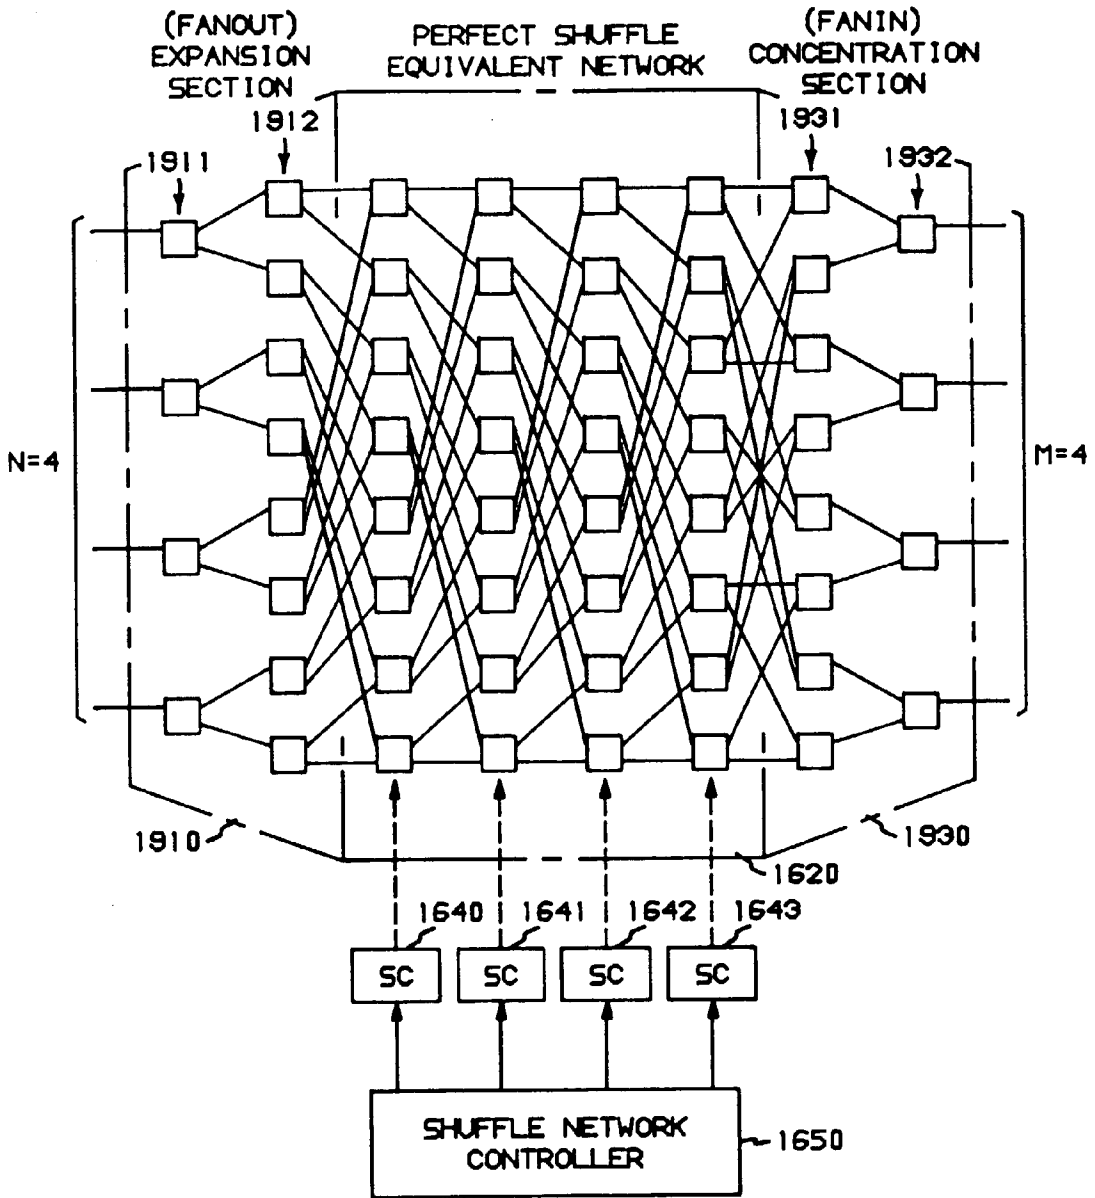 (FANOUT)
EXPANSION
SECTION
PERFECT SHUFFLE
EQUIVALENT NETWORK
(FANIN)
CONCENTRATION
SECTION
1911
1912
1931
1932
N=4
M=4
1910
1930
1620
1640
1641
1642
1643
SC
SC
SC
SC
SHUFFLE NETWORK
CONTROLLER
1650